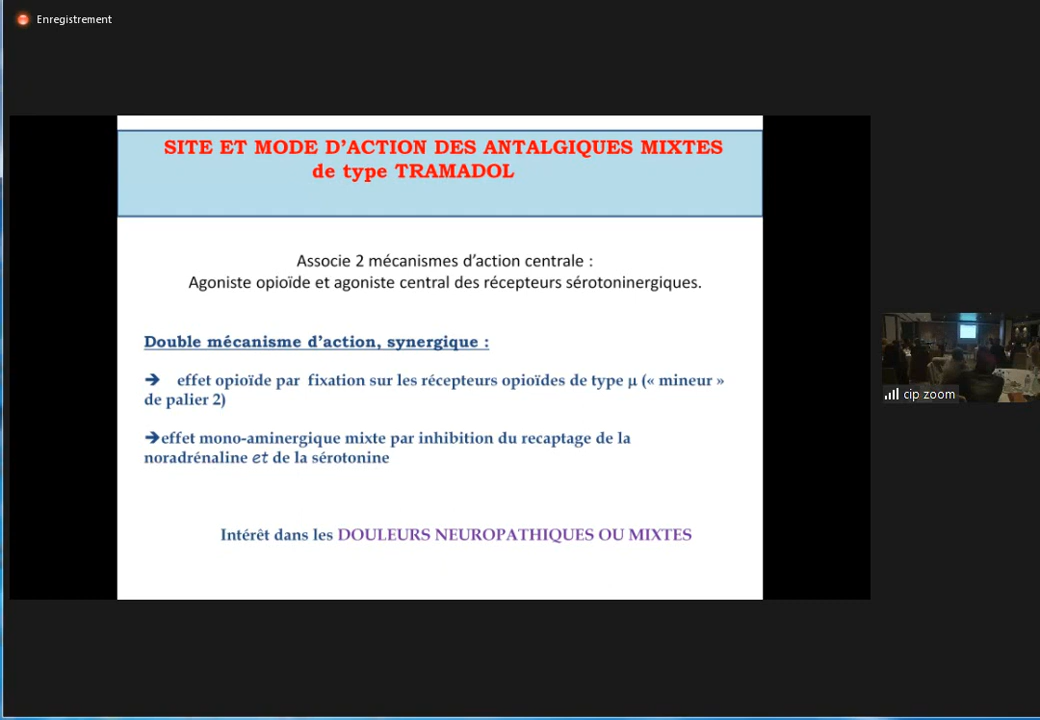 Enregistrement
SITE ET MODE D’ACTION DES ANTALGIQUES MIXTES
de type TRAMADOL
Associe 2 mécanismes d’action centrale :
Agoniste opioïde et agoniste central des récepteurs sérotoninergiques.
Double mécanisme d’action, synergique :
➔ effet opioïde par fixation sur les récepteurs opioïdes de type µ (« mineur »
de palier 2)
➔effet mono-aminergique mixte par inhibition du recaptage de la
noradrénaline et de la sérotonine
Intérêt dans les DOULEURS NEUROPATHIQUES OU MIXTES
cip zoom